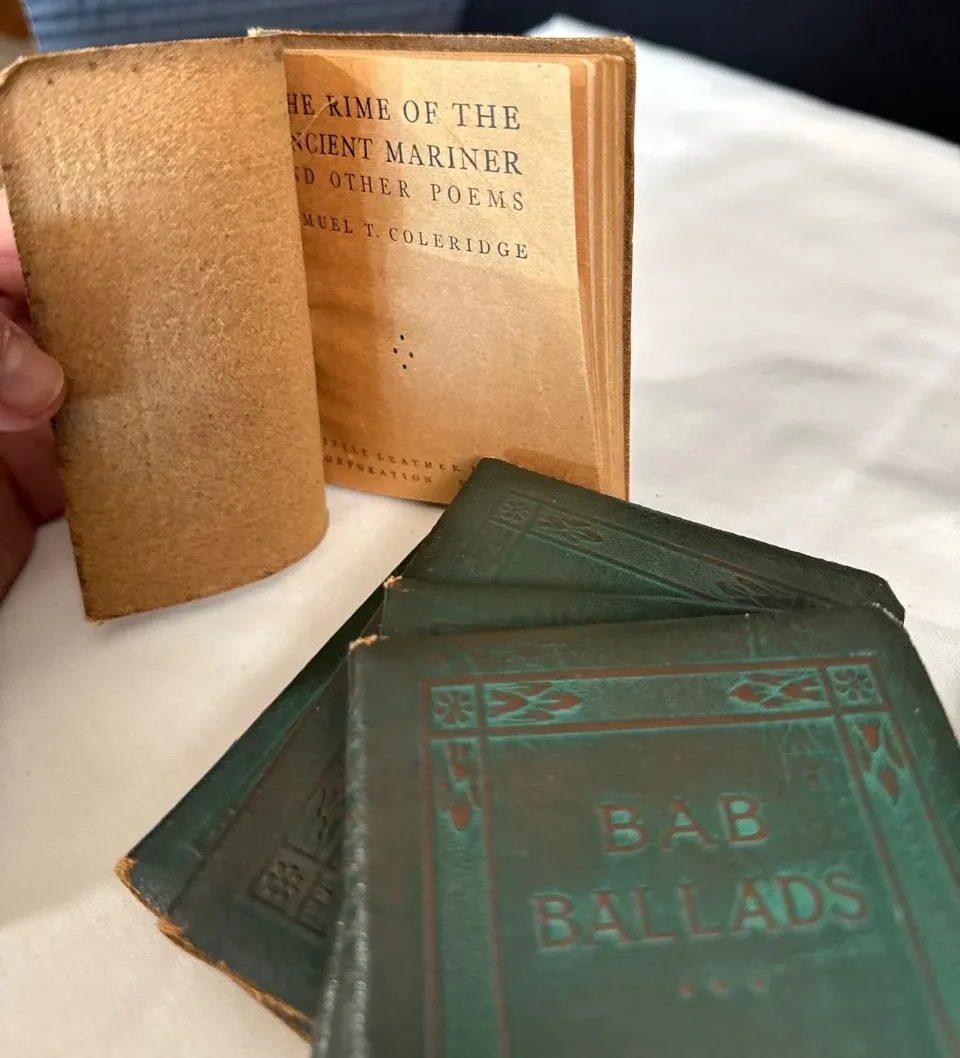 HE RIME OF THE
NCIENT MARINER
ND OTHER POEMS
MUEL T. COLERIDGE
LEATHER
ORPORATION
BAB
BALLADS